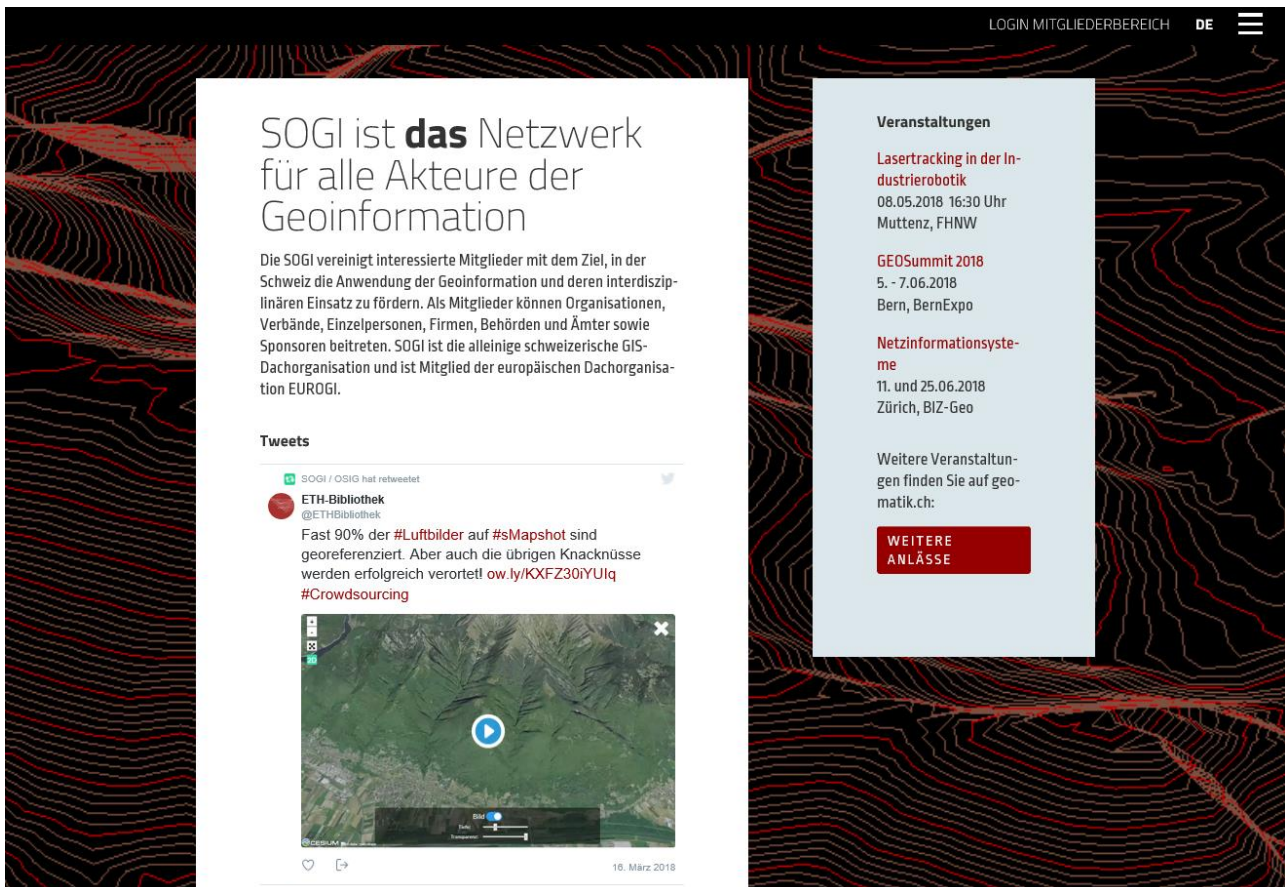 LOGIN MITGLIEDERBEREICH DE
SOGI ist das Netzwerk
für alle Akteure der
Geoinformation
Die SOGI vereinigt interessierte Mitglieder mit dem Ziel, in der
Schweiz die Anwendung der Geoinformation und deren interdiszip-
linären Einsatz zu fördern. Als Mitglieder können Organisationen,
Verbände, Einzelpersonen, Firmen, Behörden und Ämter sowie
Sponsoren beitreten. SOGI ist die alleinige schweizerische GIS-
Dachorganisation und ist Mitglied der europäischen Dachorganisa-
tion EUROGI.
Tweets
SOGI / OSIG hat retweetet
ETH-Bibliothek
@ETHBibliothek
Fast 90% der #Luftbilder auf #sMapshot sind
georeferenziert. Aber auch die übrigen Knacknüsse
werden erfolgreich verortet! ow.ly/KXFZ30iYUIq
#Crowdsourcing
2D
Bild
Transparenz
CESIUM
16. März 2018
Veranstaltungen
Lasertracking in der In-
dustrierobotik
08.05.2018 16:30 Uhr
Muttenz, FHNW
GEOSummit 2018
5. - 7.06.2018
Bern, BernExpo
Netzinformationsyste-
me
11. und 25.06.2018
Zürich, BIZ-Geo
Weitere Veranstaltun-
gen finden Sie auf geo-
matik.ch:
WEITERE
ANLÄSSE